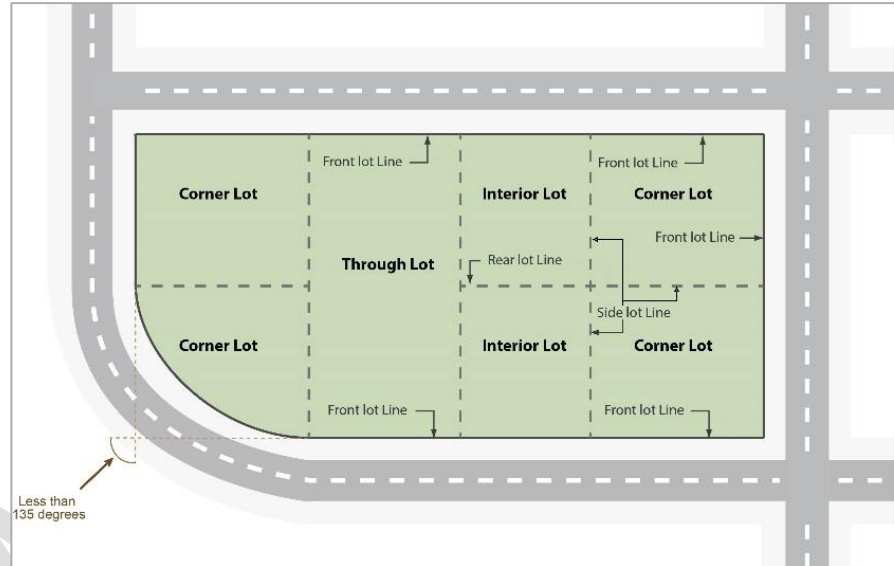 Front lot Line
Front lot Line
Corner Lot
Interior Lot
Corner Lot
Front lot Line
Through Lot
Rear lot Line
Side lot Line
Corner Lot
Interior Lot
Corner Lot
Front lot Line
Front lot Line
Less than
135 degrees